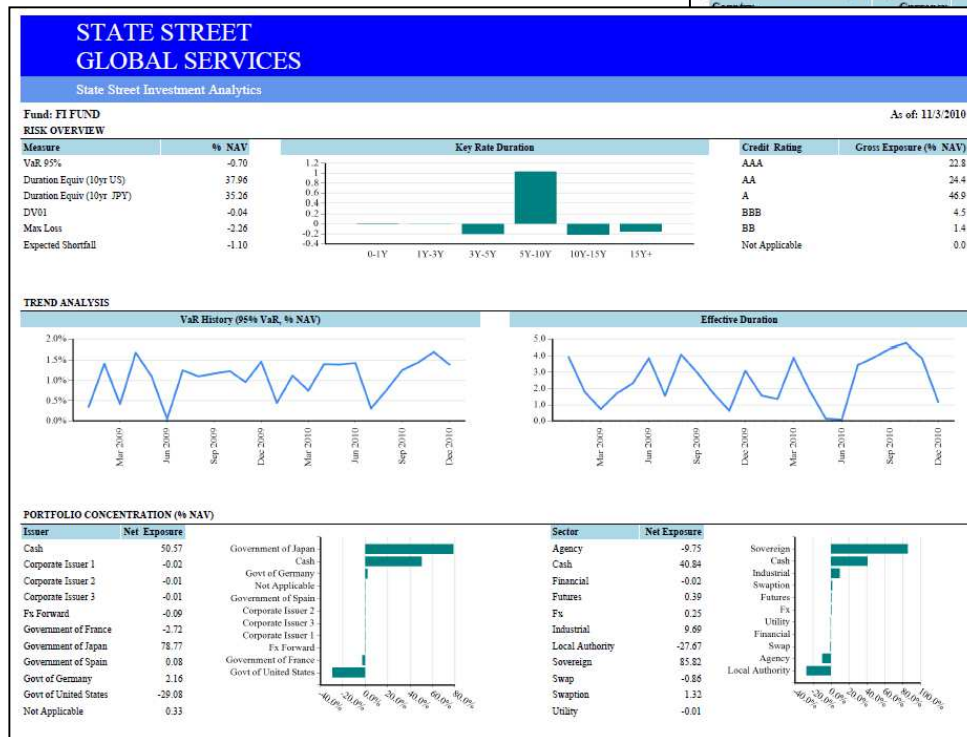 Country Currency
STATE STREET
GLOBAL SERVICES
State Street Investment Analytics
Fund: FI FUND As of: 11/3/2010
RISK OVERVIEW
Measure % NAV
VaR 95% -0.70
Duration Equiv (10yr US) 37.96
Duration Equiv (10yr JPY) 35.26
DV01 -0.04
Max Loss -2.26
Expected Shortfall -1.10
Key Rate Duration
1.2
1
0.8
0.6
0.4
0.2
0
-0.2
-0.4
0-1Y 1Y-3Y 3Y-5Y 5Y-10Y 10Y-15Y 15Y+
Credit Rating Gross Exposure (% NAV)
AAA 22.8
AA 24.4
A 46.9
BBB 4.5
BB 1.4
Not Applicable 0.0
TREND ANALYSIS
VaR History (95% VaR, % NAV)
2.0%
1.5%
1.0%
0.5%
0.0%
Mar 2009 Jun 2009 Sep 2009 Dec 2009 Mar 2010 Jun 2010 Sep 2010 Dec 2010
Effective Duration
5.0
4.0
3.0
2.0
1.0
0.0
Mar 2009 Jun 2009 Sep 2009 Dec 2009 Mar 2010 Jun 2010 Sep 2010 Dec 2010
PORTFOLIO CONCENTRATION (% NAV)
Issuer Net Exposure
Cash 50.57
Corporate Issuer 1 -0.02
Corporate Issuer 2 -0.01
Corporate Issuer 3 -0.01
Fx Forward -0.09
Government of France -2.72
Government of Japan 78.77
Government of Spain 0.08
Govt of Germany 2.16
Govt of United States -29.08
Not Applicable 0.33
Government of Japan
Cash
Govt of Germany
Not Applicable
Government of Spain
Corporate Issuer 2
Corporate Issuer 3
Corporate Issuer 1
Fx Forward
Government of France
Govt of United States
-40.0% -20.0% 0.0% 20.0% 40.0% 60.0% 80.0%
Sector Net Exposure
Agency -9.75
Cash 40.84
Financial -0.02
Futures 0.39
Fx 0.25
Industrial 9.69
Local Authority -27.67
Sovereign 85.82
Swap -0.86
Swaption 1.32
Utility -0.01
Sovereign
Cash
Industrial
Swaption
Futures
Fx
Utility
Financial
Swap
Agency
Local Authority
-40.0% -20.0% 0.0% 20.0% 40.0% 60.0% 80.0% 100.0%